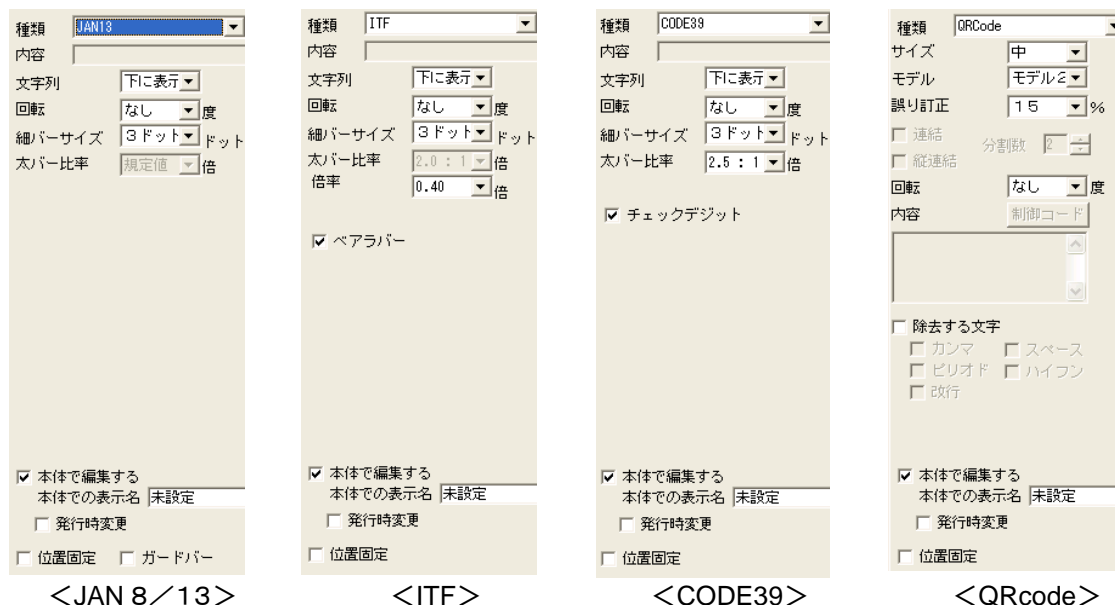 種類 JAN13
内容
文字列 下に表示
回転 なし 度
細バーサイズ 3ドット ドット
太バー比率 規定値 倍
本体で編集する
本体での表示名 未設定
発行時変更
位置固定 ガードバー
<JAN 8/13>
種類 ITF
内容
文字列 下に表示
回転 なし 度
細バーサイズ 3ドット ドット
太バー比率 2.0 : 1 倍
倍率 0.40 倍
ベアラバー
本体で編集する
本体での表示名 未設定
発行時変更
位置固定
<ITF>
種類 CODE39
内容
文字列 下に表示
回転 なし 度
細バーサイズ 3ドット ドット
太バー比率 2.5 : 1 倍
チェックデジット
本体で編集する
本体での表示名 未設定
発行時変更
位置固定
<CODE39>
種類 QRCode
サイズ 中
モデル モデル2
誤り訂正 15 %
連結
分割数 2
縦連結
回転 なし 度
内容 制御コード
除去する文字
カンマ スペース
ピリオド ハイフン
改行
本体で編集する
本体での表示名 未設定
発行時変更
位置固定
<QRcode>